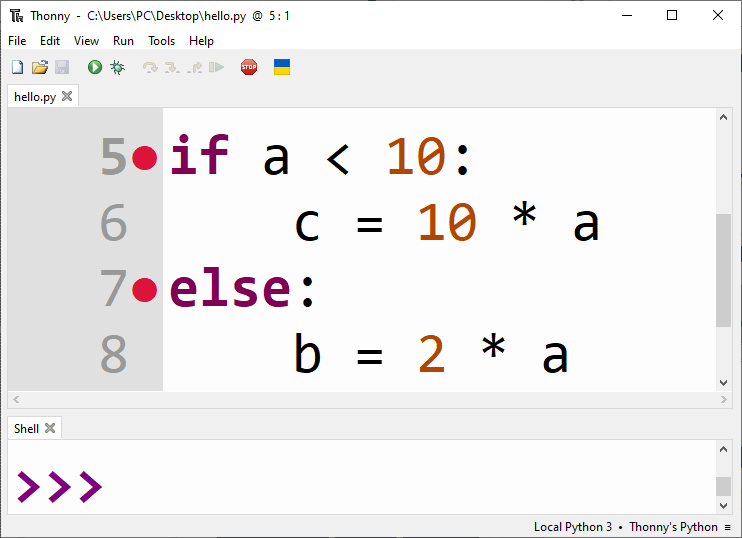 Thonny - C:\Users\PC\Desktop\hello.py @ 5 : 1
File Edit View Run Tools Help
STOP
hello.py
5 if a < 10:
6     c = 10 * a
7 else:
8     b = 2 * a
Shell
>>>
Local Python 3 • Thonny's Python ≡